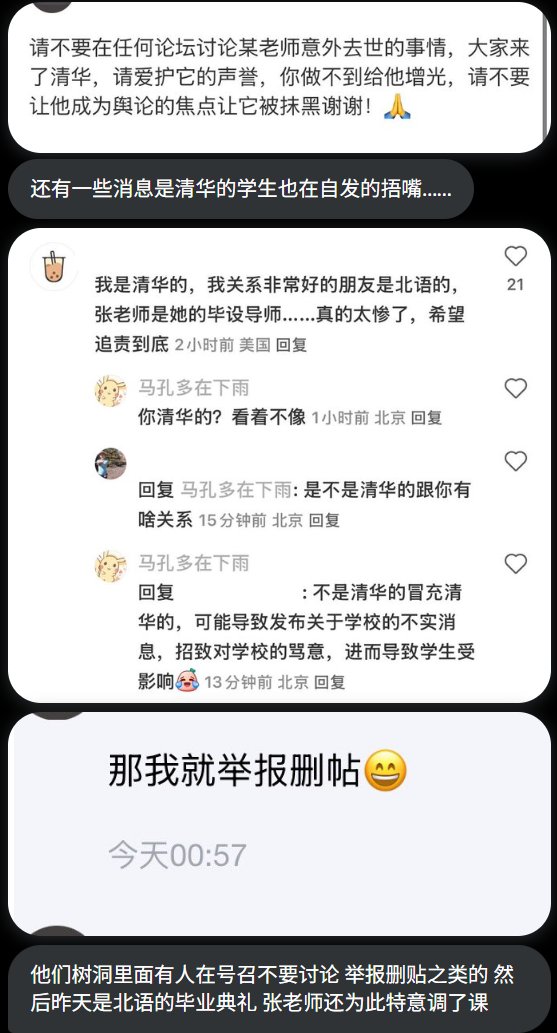 请不要在任何论坛讨论某老师意外去世的事情，大家来
了清华，请爱护它的声誉，你做不到给他增光，请不要
让他成为舆论的焦点让它被抹黑谢谢！🙏
还有一些消息是清华的学生也在自发的捂嘴……
我是清华的，我关系非常好的朋友是北语的，
21
张老师是她的毕设导师……真的太惨了，希望
追责到底 2小时前 美国 回复
马孔多在下雨
你清华的？看着不像 1小时前 北京 回复
回复 马孔多在下雨: 是不是清华的跟你有
啥关系 15分钟前 北京 回复
马孔多在下雨
回复 : 不是清华的冒充清
华的，可能导致发布关于学校的不实消
息，招致对学校的骂意，进而导致学生受
影响 13分钟前 北京 回复
那我就举报删帖😄
今天00:57
他们树洞里面有人在号召不要讨论 举报删贴之类的 然
后昨天是北语的毕业典礼 张老师还为此特意调了课